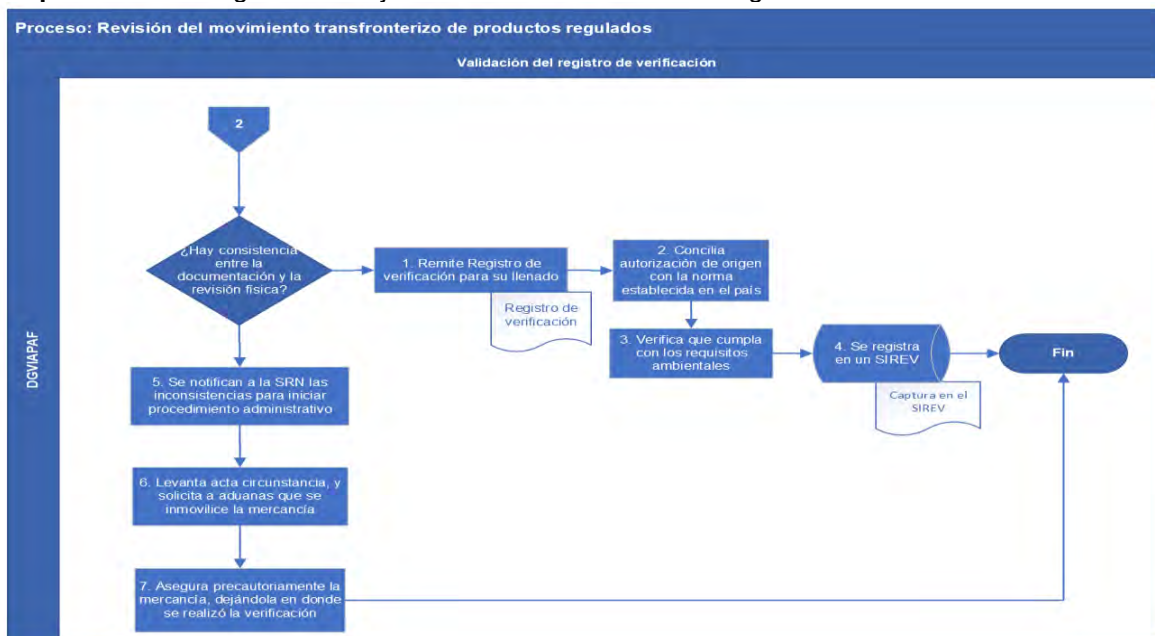 Proceso: Revisión del movimiento transfronterizo de productos regulados
Validación del registro de verificación
DGVIAPAF
2
¿Hay consistencia
entre la
documentación y la
revisión física?
1. Remite Registro de
verificación para su llenado
Registro de
verificación
2. Concilia
autorización de origen
con la norma
establecida en el país
3. Verifica que cumpla
con los requisitos
ambientales
4. Se registra
en un SIREV
Captura en el
SIREV
Fin
5. Se notifican a la SRN las
inconsistencias para iniciar
procedimiento administrativo
6. Levanta acta circunstancia, y
solicita a aduanas que se
inmovilice la mercancía
7. Asegura precautoriamente la
mercancía, dejándola en donde
se realizó la verificación